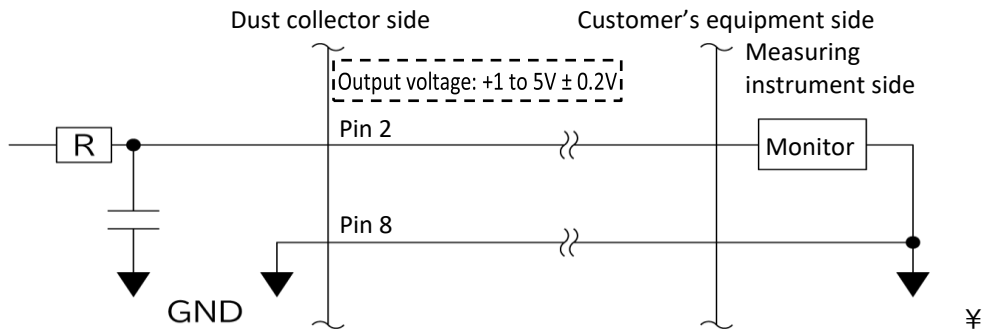 Dust collector side
Customer's equipment side
Measuring
instrument side
Output voltage: +1 to 5V ± 0.2V
Pin 2
R
Monitor
Pin 8
GND
¥